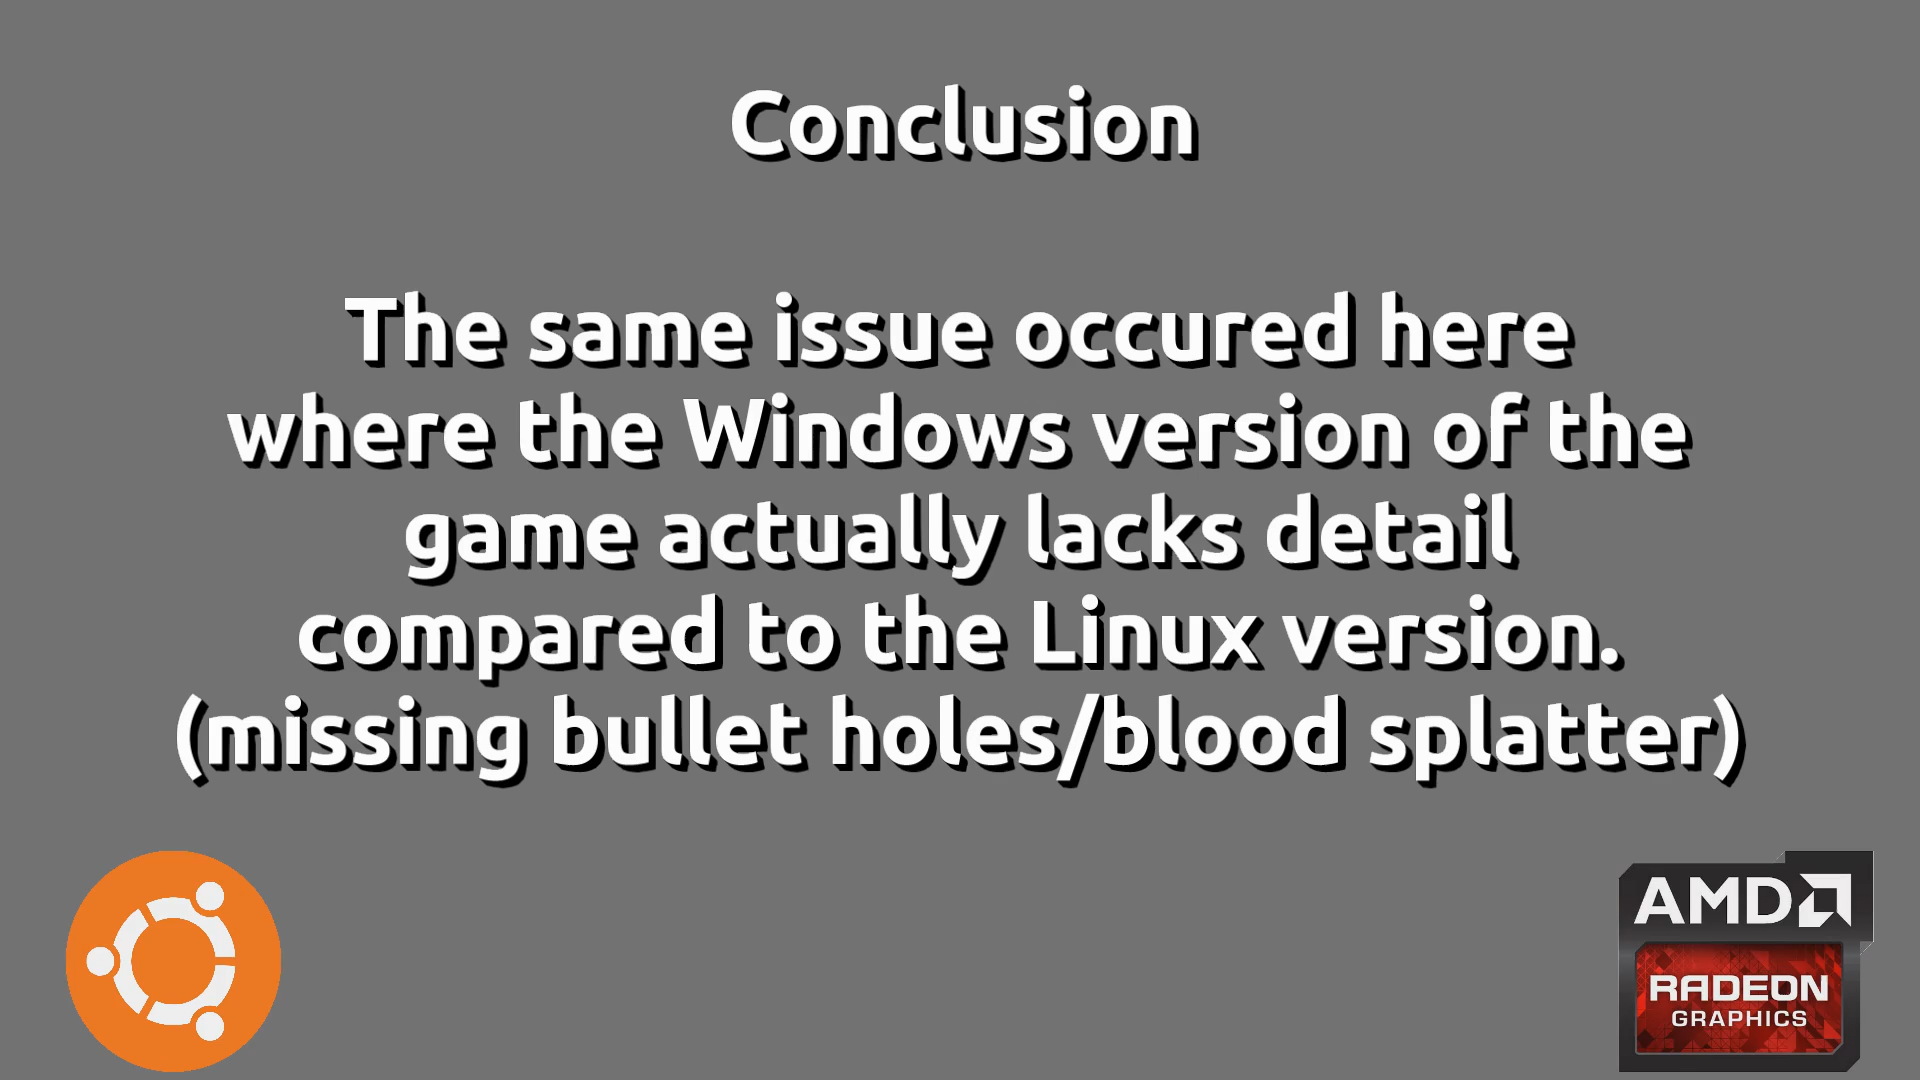 Conclusion
The same issue occured here
where the Windows version of the
game actually lacks detail
compared to the Linux version.
(missing bullet holes/blood splatter)
AMD
RADEON
GRAPHICS